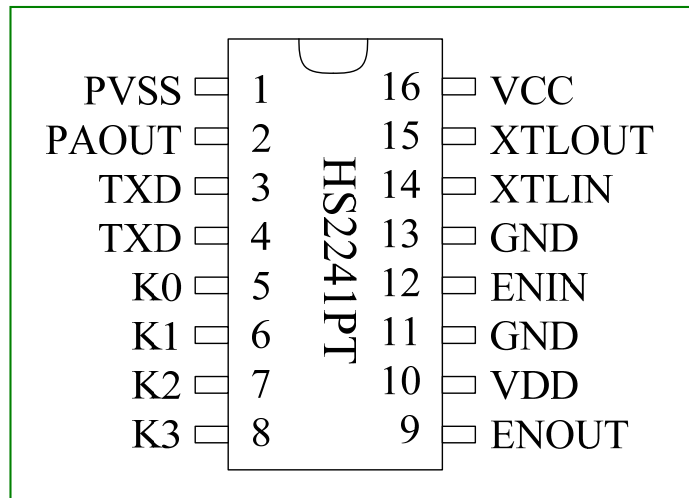 PVSS 1 16 VCC
PAOUT 2 15 XTLOUT
TXD 3 14 XTLIN
TXD 4 13 GND
K0 5 12 ENIN
K1 6 11 GND
K2 7 10 VDD
K3 8 9 ENOUT
HS2241PT